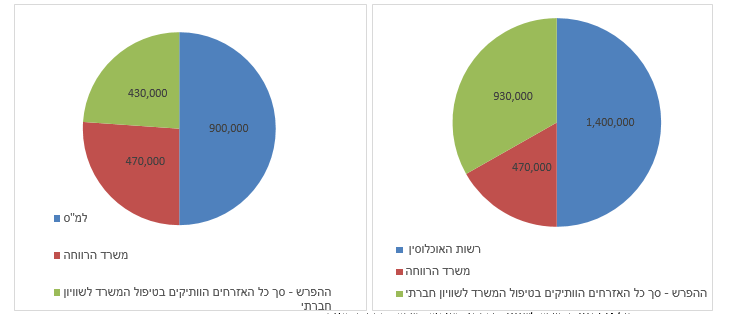 430,000
900,000
470,000
למ"ס
משרד הרווחה
ההפרש - סך כל האזרחים הוותיקים בטיפול המשרד לשוויון
חברתי
930,000
1,400,000
470,000
רשות האוכלוסין
משרד הרווחה
ההפרש - סך כל האזרחים הוותיקים בטיפול המשרד לשוויון חברתי